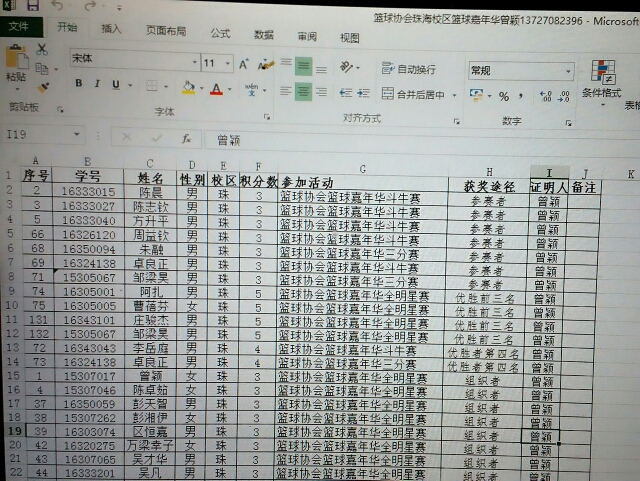 篮球协会珠海校区篮球嘉年华曾颖13727082396 - Microsoft
文件 开始 插入 页面布局 公式 数据 审阅 视图
宋体 11 A A 自动换行 常规
粘贴 B I U A 合并后居中 % 条件格式
剪贴板 字体 对齐方式 数字
I19 fx 曾颖
A B C D E F G H I J K
1 序号 学号 姓名 性别 校区 积分数 参加活动 获奖途径 证明人 备注
2 2 16333015 陈晨 男 珠 3 篮球协会篮球嘉年华斗牛赛 参赛者 曾颖
3 3 16333027 陈志钦 男 珠 3 篮球协会篮球嘉年华斗牛赛 参赛者 曾颖
4 5 16333040 方升平 男 珠 3 篮球协会篮球嘉年华斗牛赛 参赛者 曾颖
5 66 16326120 周益钦 男 珠 3 篮球协会篮球嘉年华斗牛赛 参赛者 曾颖
6 68 16350094 朱融 男 珠 3 篮球协会篮球嘉年华三分赛 参赛者 曾颖
7 69 16324138 卓良正 男 珠 3 篮球协会篮球嘉年华斗牛赛 参赛者 曾颖
8 71 15305067 邹梁昊 男 珠 3 篮球协会篮球嘉年华三分赛 参赛者 曾颖
9 74 16305001 阿扎 男 珠 5 篮球协会篮球嘉年华全明星赛 优胜前三名 曾颖
10 75 16305005 曹蓓芬 女 珠 5 篮球协会篮球嘉年华全明星赛 优胜前三名 曾颖
11 131 16343101 庄骏杰 男 珠 5 篮球协会篮球嘉年华全明星赛 优胜前三名 曾颖
12 132 15305067 邹梁昊 男 珠 5 篮球协会篮球嘉年华全明星赛 优胜前三名 曾颖
13 72 16343043 李岳庭 男 珠 4 篮球协会篮球嘉年华斗牛赛 优胜者第四名 曾颖
14 73 16324138 卓良正 男 珠 4 篮球协会篮球嘉年华三分赛 优胜者第四名 曾颖
15 1 15307017 曾颖 女 珠 3 篮球协会篮球嘉年华全明星赛 组织者 曾颖
16 4 15307046 陈卓茹 女 珠 3 篮球协会篮球嘉年华全明星赛 组织者 曾颖
17 37 16350059 彭天智 男 珠 3 篮球协会篮球嘉年华全明星赛 组织者 曾颖
18 38 15307262 彭湘伊 女 珠 3 篮球协会篮球嘉年华全明星赛 组织者 曾颖
19 39 16303074 区恒嘉 男 珠 3 篮球协会篮球嘉年华全明星赛 组织者 曾颖
20 42 16320275 万梁幸子 女 珠 3 篮球协会篮球嘉年华全明星赛 组织者 曾颖
21 43 16307065 吴才华 男 珠 3 篮球协会篮球嘉年华全明星赛 组织者 曾颖
22 44 16333201 吴凡 男 珠 3 篮球协会篮球嘉年华全明星赛 组织者 曾颖